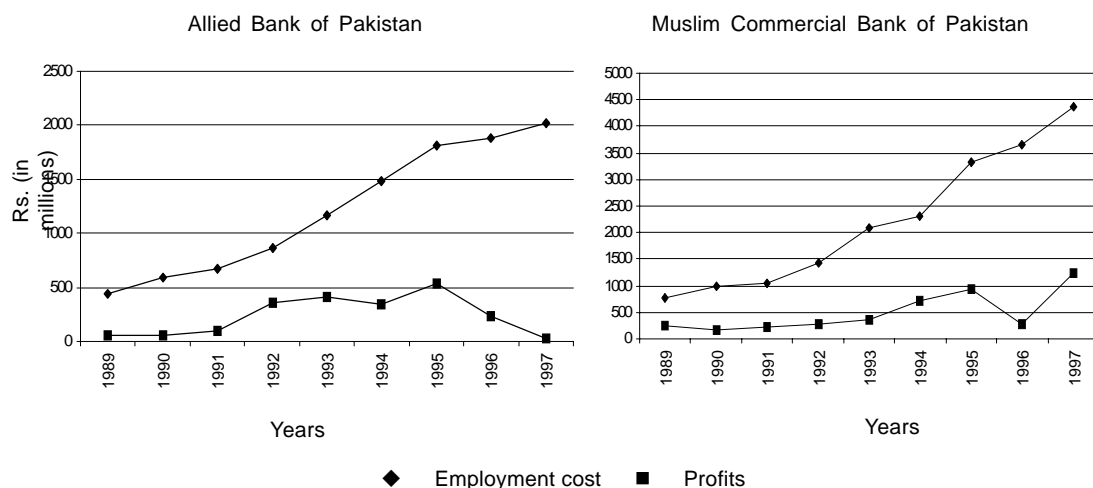 Allied Bank of Pakistan
Rs. (in millions)
2500
2000
1500
1000
500
0
1989 1990 1991 1992 1993 1994 1995 1996 1997
Years
Muslim Commercial Bank of Pakistan
5000
4500
4000
3500
3000
2500
2000
1500
1000
500
0
1989 1990 1991 1992 1993 1994 1995 1996 1997
Years
Employment cost Profits